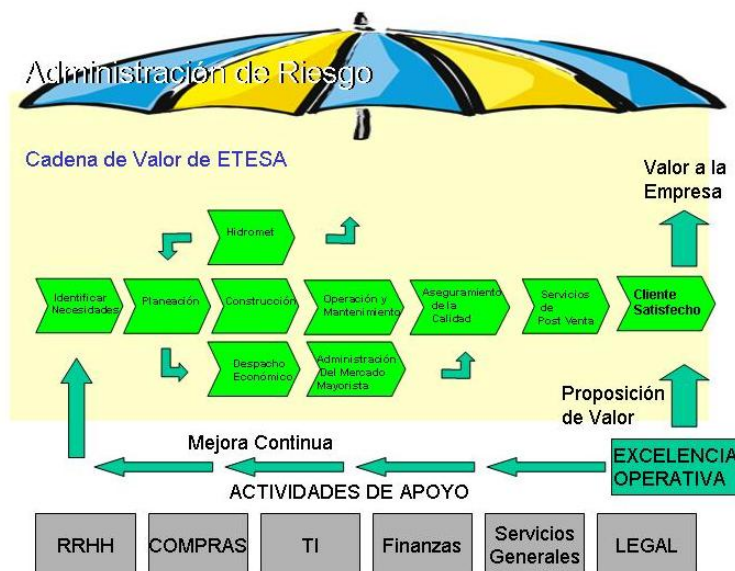 Administración de Riesgo
Cadena de Valor de ETESA
Valor a la
Empresa
Hidromet
Identificar
Necesidades
Planeación
Construcción
Operación y
Mantenimiento
Aseguramiento
de la
Calidad
Servicios
de
Post Venta
Cliente
Satisfecho
Despacho
Económico
Administración
Del Mercado
Mayorista
Proposición
de Valor
Mejora Continua
EXCELENCIA
OPERATIVA
ACTIVIDADES DE APOYO
RRHH
COMPRAS
TI
Finanzas
Servicios
Generales
LEGAL